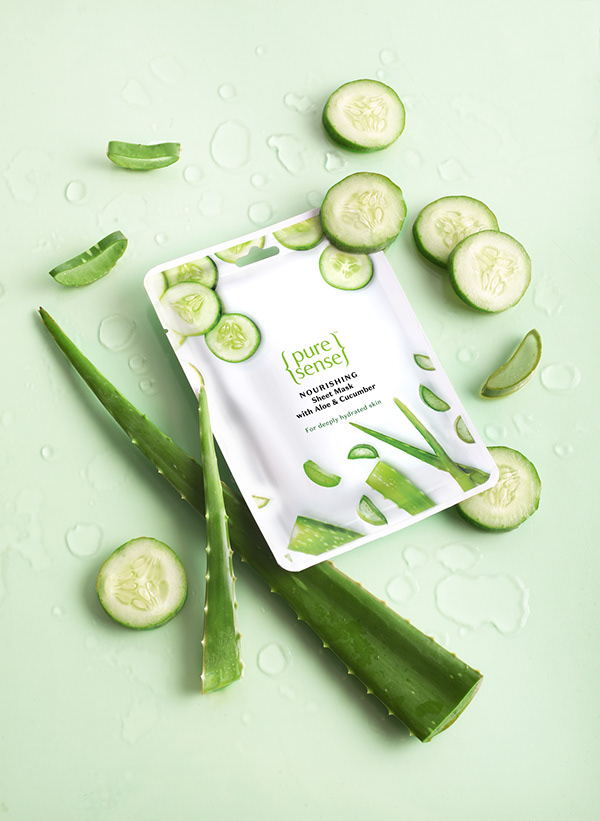 {pure
sense}
NOURISHING
Sheet Mask
with Aloe & Cucumber
For deeply hydrated skin